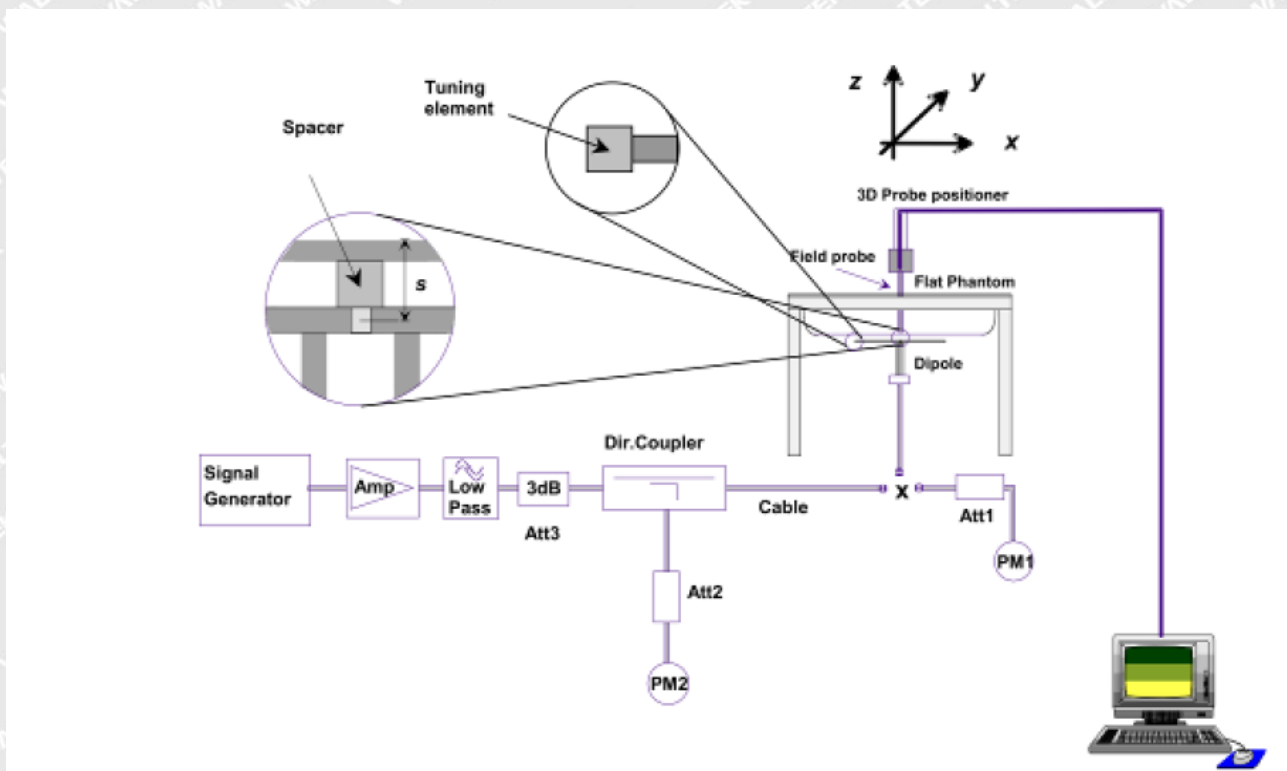 Tuning
element
Spacer
z
y
x
3D Probe positioner
Field probe
Flat Phantom
s
Dipole
Dir.Coupler
Signal
Generator
Amp
Low
Pass
3dB
Att3
Cable
x
Att1
PM1
Att2
PM2